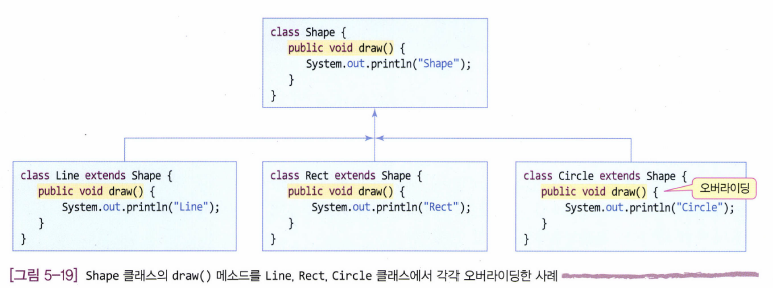 class Shape {
public void draw() {
System.out.println("Shape");
}
}
class Line extends Shape {
public void draw() {
System.out.println("Line");
}
}
class Rect extends Shape {
public void draw() {
System.out.println("Rect");
}
}
class Circle extends Shape {
public void draw() {
System.out.println("Circle");
}
}
오버라이딩
[그림 5-19] Shape 클래스의 draw() 메소드를 Line, Rect, Circle 클래스에서 각각 오버라이딩한 사례